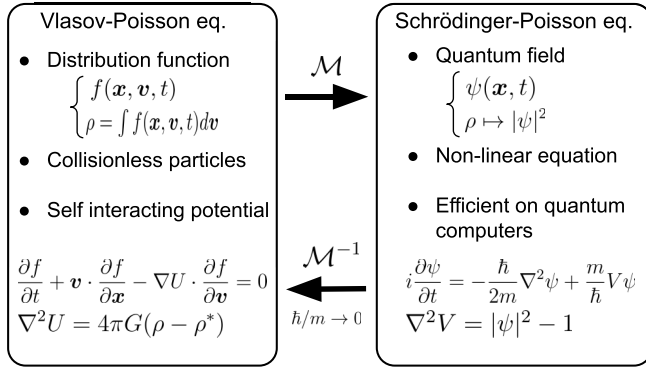 Vlasov-Poisson eq.
● Distribution function
{ f(𝒙, 𝒗, t)
ρ = ∫ f(𝒙, 𝒗, t)d𝒗
● Collisionless particles
● Self interacting potential
∂f/∂t + 𝒗 · ∂f/∂𝒙 − ∇U · ∂f/∂𝒗 = 0
∇²U = 4πG(ρ − ρ*)
ℳ
ℳ⁻¹
ℏ/m → 0
Schrödinger-Poisson eq.
● Quantum field
{ ψ(𝒙, t)
ρ ↦ |ψ|²
● Non-linear equation
● Efficient on quantum
computers
i ∂ψ/∂t = − ℏ/2m ∇²ψ + m/ℏ Vψ
∇²V = |ψ|² − 1